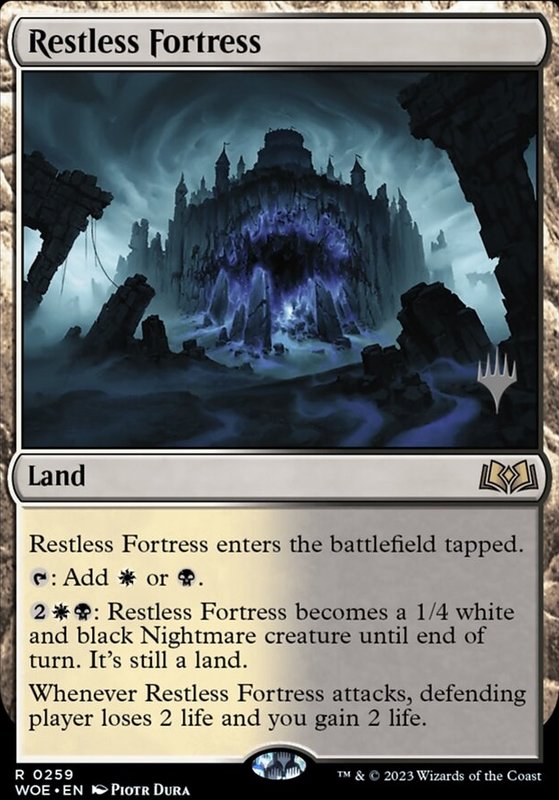 Restless Fortress
Land
Restless Fortress enters the battlefield tapped.
: Add or .
2: Restless Fortress becomes a 1/4 white
and black Nightmare creature until end of
turn. It's still a land.
Whenever Restless Fortress attacks, defending
player loses 2 life and you gain 2 life.
R 0259
WOE • EN Piotr Dura
™ & © 2023 Wizards of the Coast